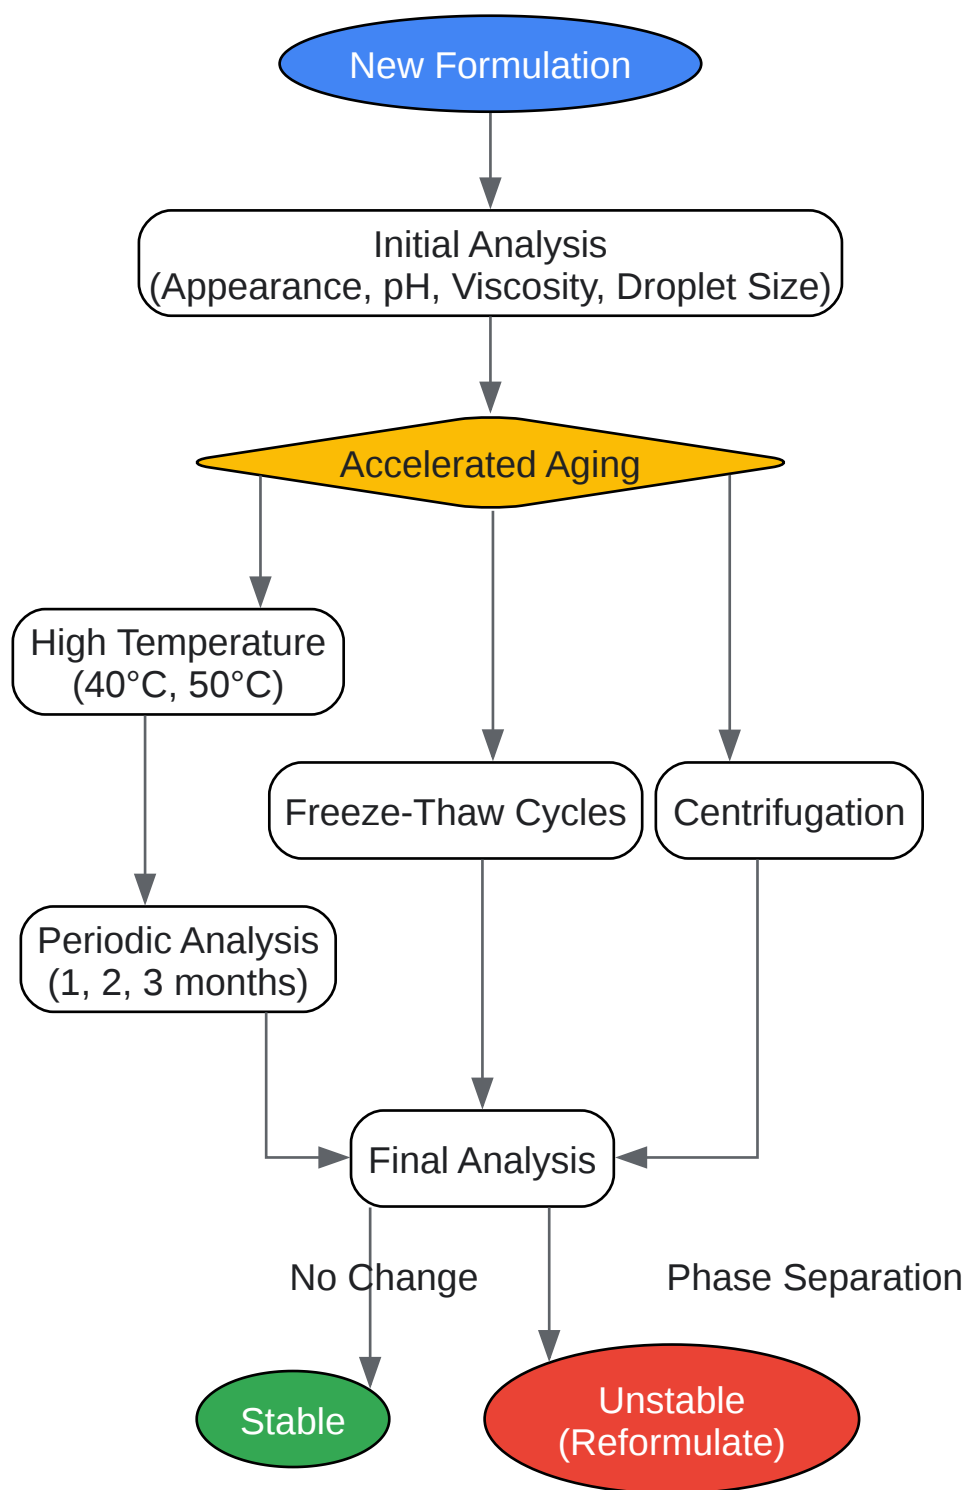 New Formulation
Initial Analysis
(Appearance, pH, Viscosity, Droplet Size)
Accelerated Aging
High Temperature
(40°C, 50°C)
Freeze-Thaw Cycles
Centrifugation
Periodic Analysis
(1, 2, 3 months)
Final Analysis
No Change
Phase Separation
Stable
Unstable
(Reformulate)